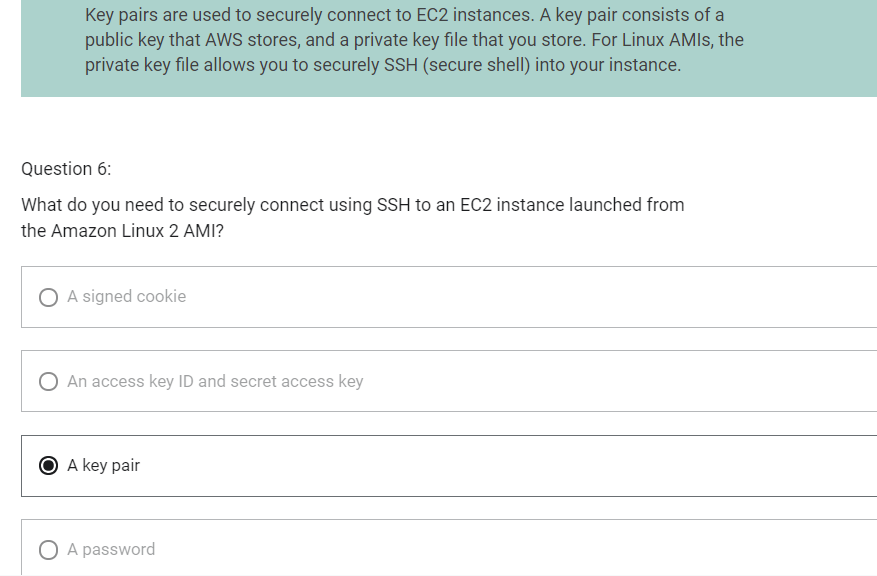 Key pairs are used to securely connect to EC2 instances. A key pair consists of a
public key that AWS stores, and a private key file that you store. For Linux AMIs, the
private key file allows you to securely SSH (secure shell) into your instance.
Question 6:
What do you need to securely connect using SSH to an EC2 instance launched from
the Amazon Linux 2 AMI?
A signed cookie
An access key ID and secret access key
A key pair
A password